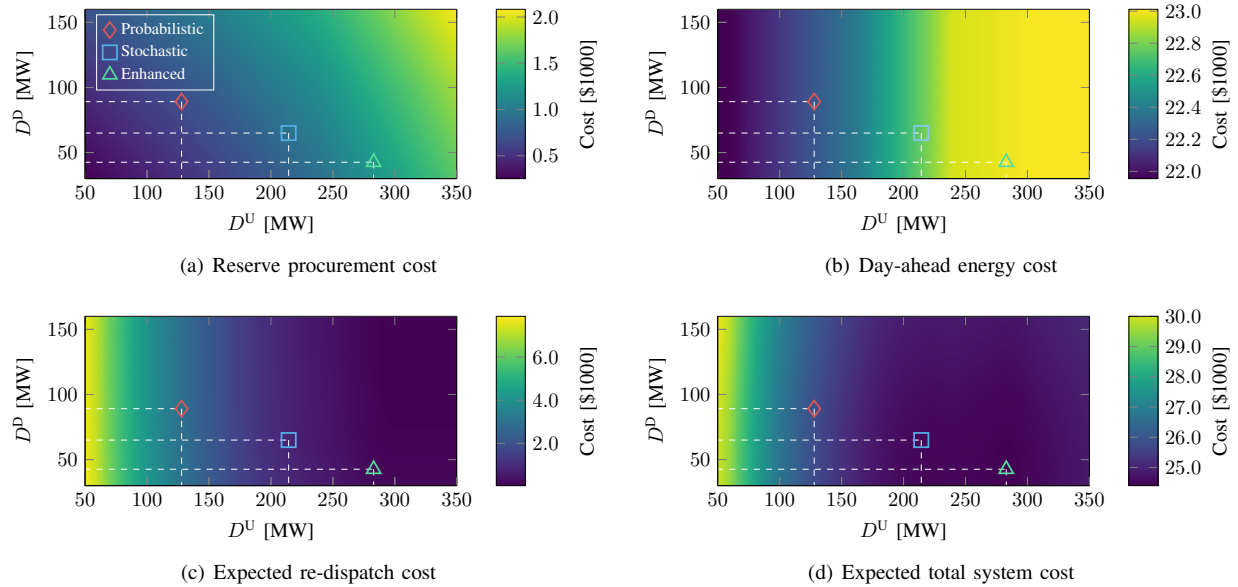 150
100
50
D^D [MW]
Probabilistic
Stochastic
Enhanced
50 100 150 200 250 300 350
D^U [MW]
2.0
1.5
1.0
0.5
Cost [$1000]
(a) Reserve procurement cost
150
100
50
D^D [MW]
50 100 150 200 250 300 350
D^U [MW]
23.0
22.8
22.6
22.4
22.2
22.0
Cost [$1000]
(b) Day-ahead energy cost
150
100
50
D^D [MW]
50 100 150 200 250 300 350
D^U [MW]
6.0
4.0
2.0
Cost [$1000]
(c) Expected re-dispatch cost
150
100
50
D^D [MW]
50 100 150 200 250 300 350
D^U [MW]
30.0
29.0
28.0
27.0
26.0
25.0
Cost [$1000]
(d) Expected total system cost